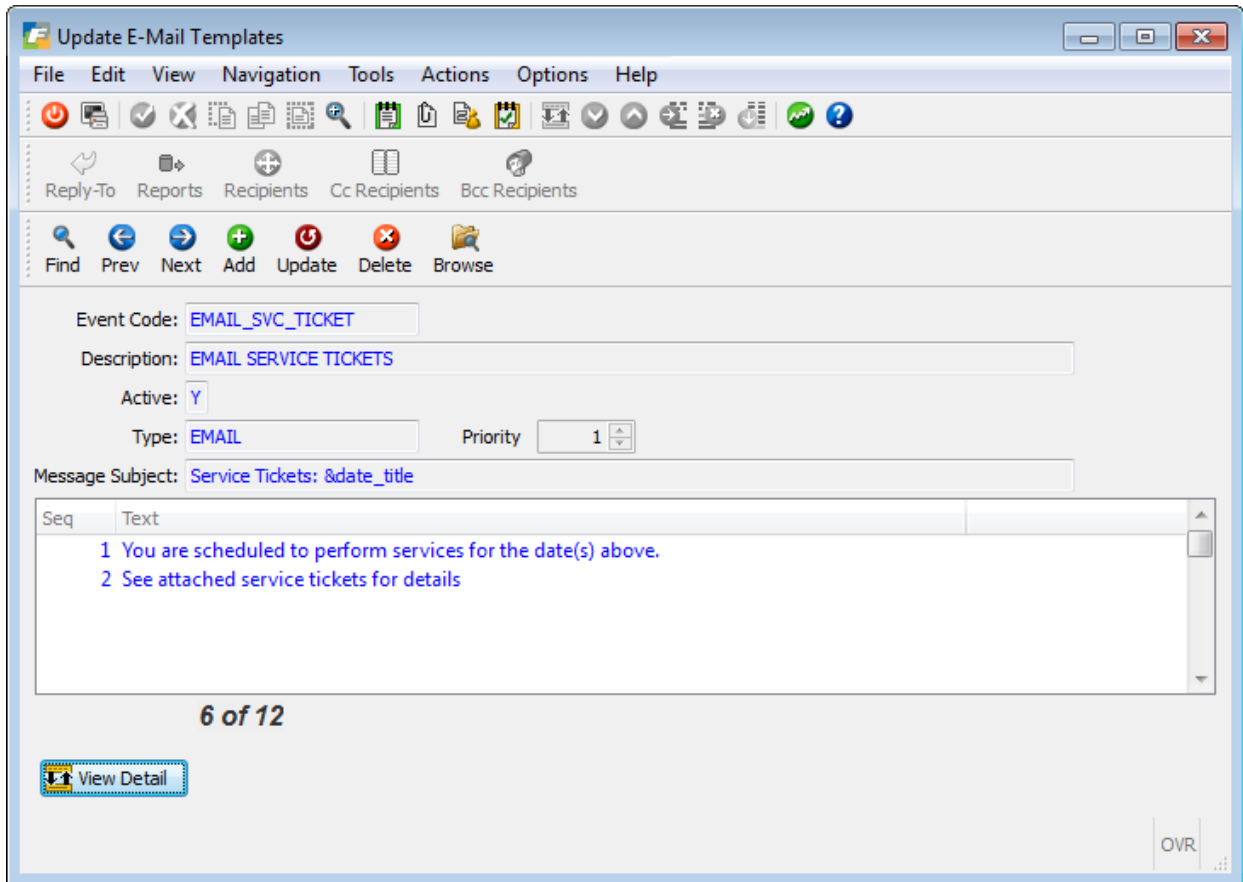 Update E-Mail Templates
File Edit View Navigation Tools Actions Options Help
Reply-To Reports Recipients Cc Recipients Bcc Recipients
Find Prev Next Add Update Delete Browse
Event Code: EMAIL_SVC_TICKET
Description: EMAIL SERVICE TICKETS
Active: Y
Type: EMAIL Priority 1
Message Subject: Service Tickets: &date_title
Seq Text
1 You are scheduled to perform services for the date(s) above.
2 See attached service tickets for details
6 of 12
View Detail
OVR